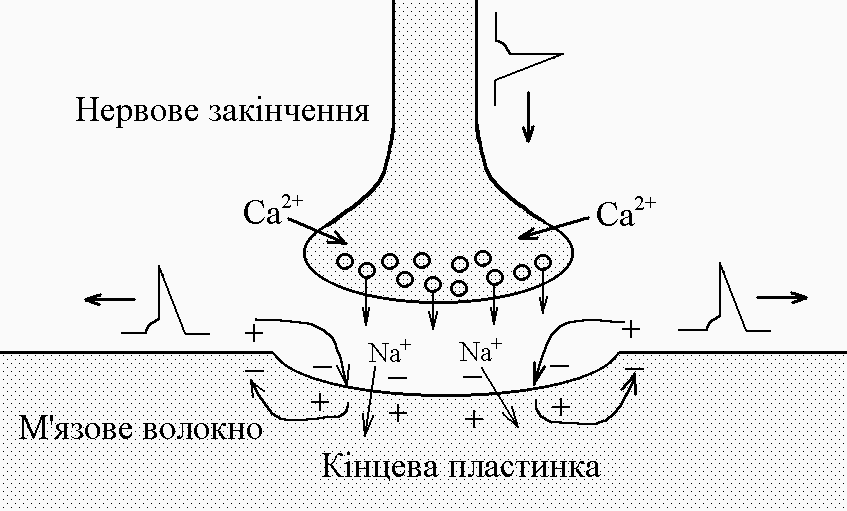 Нервове закінчення
Ca²⁺
Ca²⁺
+
+
Na⁺
Na⁺
−
−
−
−
−
−
+
+
+
+
М'язове волокно
Кінцева пластинка